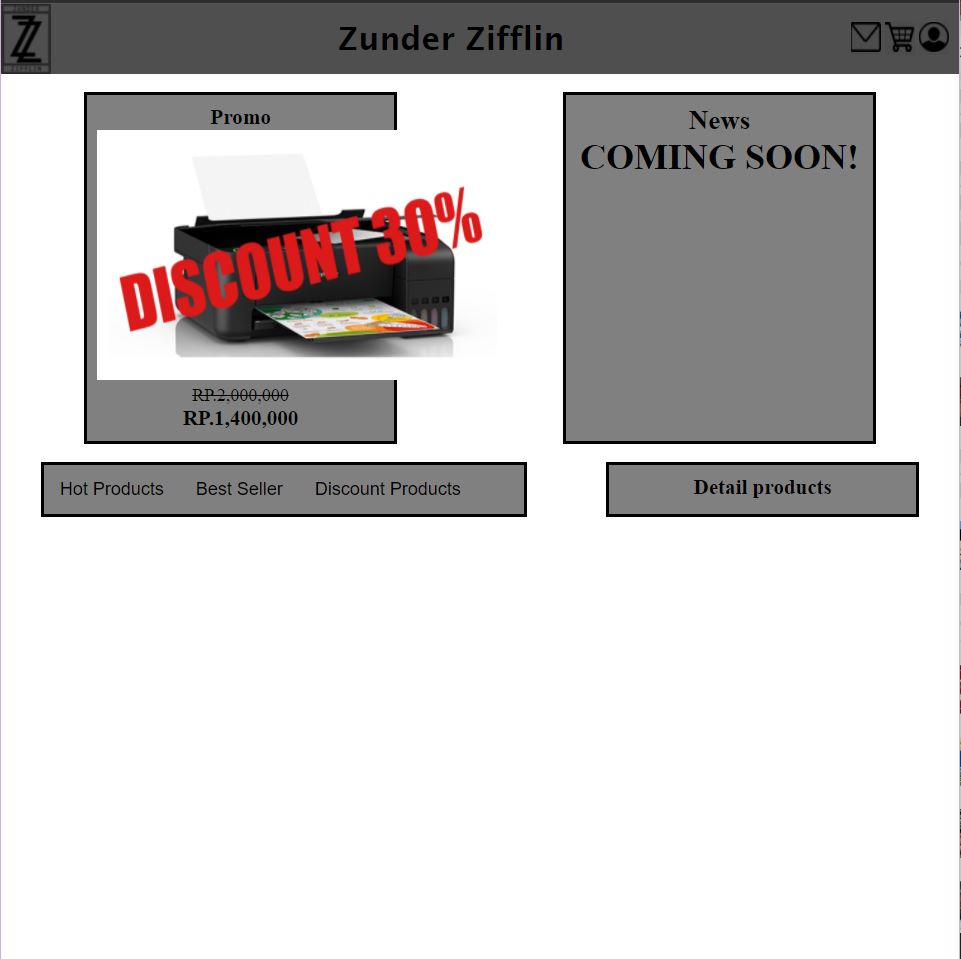 ZUNDER
ZZ
ZIFFLIN
Zunder Zifflin
Promo
DISCOUNT 30%
RP.2,000,000
RP.1,400,000
News
COMING SOON!
Hot Products
Best Seller
Discount Products
Detail products